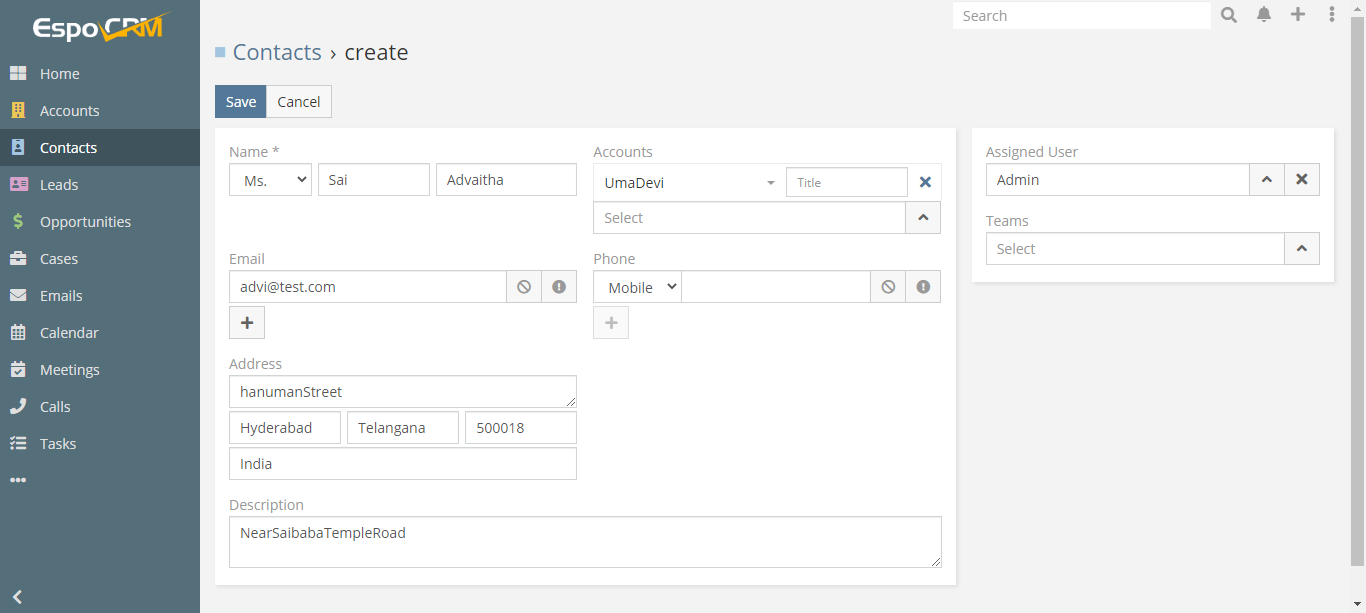 EspoCRM
Search
Home
Accounts
Contacts
Leads
Opportunities
Cases
Emails
Calendar
Meetings
Calls
Tasks
Contacts › create
Save Cancel
Name *
Ms. Sai Advaitha
Accounts
UmaDevi Title
Select
Email
advi@test.com
Phone
Mobile
Address
hanumanStreet
Hyderabad Telangana 500018
India
Description
NearSaibabaTempleRoad
Assigned User
Admin
Teams
Select